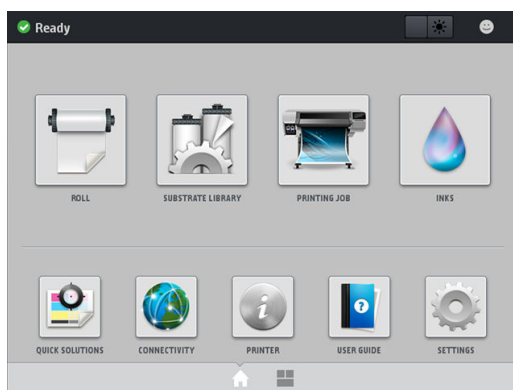 Ready
ROLL
SUBSTRATE LIBRARY
PRINTING JOB
INKS
QUICK SOLUTIONS
CONNECTIVITY
PRINTER
USER GUIDE
SETTINGS